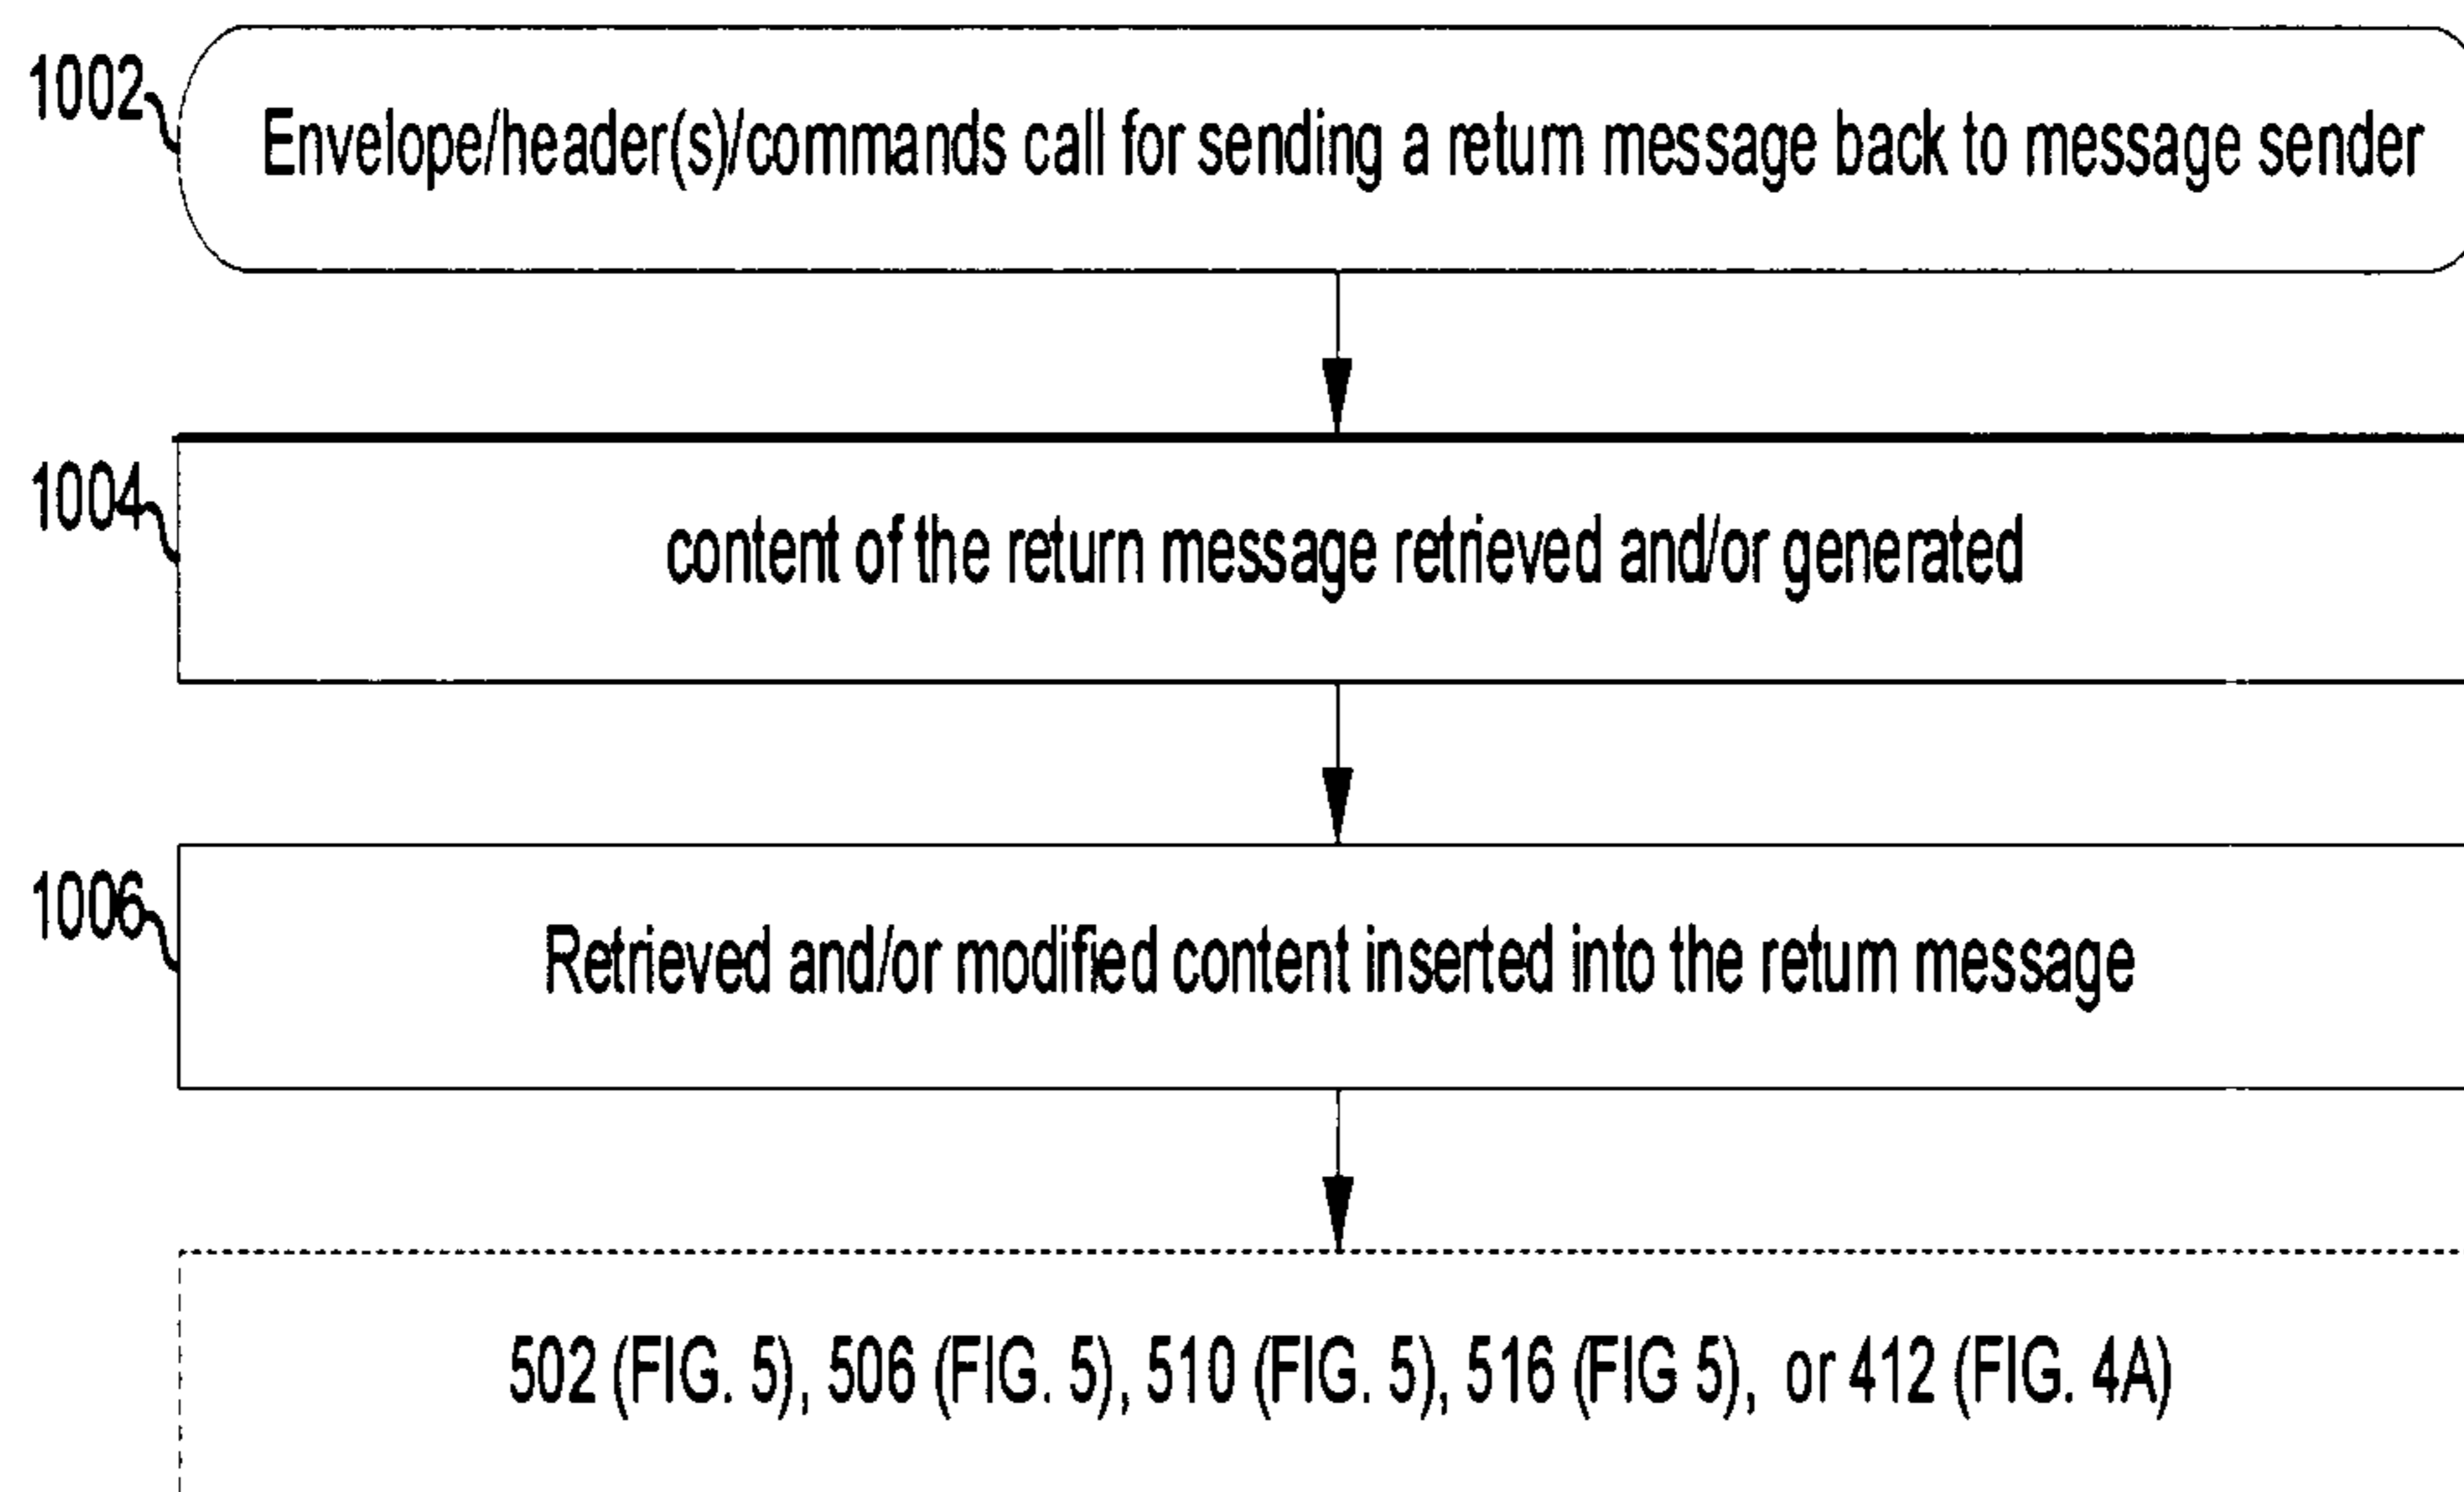 1002
Envelope/header(s)/commands call for sending a return message back to message sender
1004
content of the return message retrieved and/or generated
1006
Retrieved and/or modified content inserted into the return message
502 (FIG. 5), 506 (FIG. 5), 510 (FIG. 5), 516 (FIG 5), or 412 (FIG. 4A)